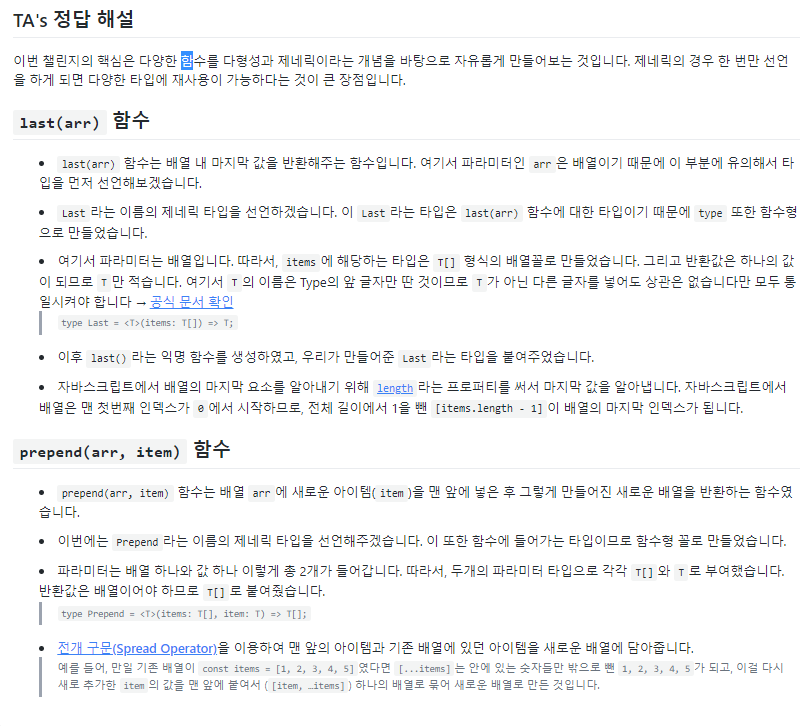 TA's 정답 해설
이번 챌린지의 핵심은 다양한 함수를 다형성과 제네릭이라는 개념을 바탕으로 자유롭게 만들어보는 것입니다. 제네릭의 경우 한 번만 선언
을 하게 되면 다양한 타입에 재사용이 가능하다는 것이 큰 장점입니다.
last(arr) 함수
• last(arr) 함수는 배열 내 마지막 값을 반환해주는 함수입니다. 여기서 파라미터인 arr 은 배열이기 때문에 이 부분에 유의해서 타
입을 먼저 선언해보겠습니다.
• Last 라는 이름의 제네릭 타입을 선언하겠습니다. 이 Last 라는 타입은 last(arr) 함수에 대한 타입이기 때문에 type 또한 함수형
으로 만들었습니다.
• 여기서 파라미터는 배열입니다. 따라서, items 에 해당하는 타입은 T[] 형식의 배열꼴로 만들었습니다. 그리고 반환값은 하나의 값
이 되므로 T 만 적습니다. 여기서 T 의 이름은 Type의 앞 글자만 딴 것이므로 T 가 아닌 다른 글자를 넣어도 상관은 없습니다만 모두 통
일시켜야 합니다 → 공식 문서 확인
type Last = <T>(items: T[]) => T;
• 이후 last() 라는 익명 함수를 생성하였고, 우리가 만들어준 Last 라는 타입을 붙여주었습니다.
• 자바스크립트에서 배열의 마지막 요소를 알아내기 위해 length 라는 프로퍼티를 써서 마지막 값을 알아냅니다. 자바스크립트에서
배열은 맨 첫번째 인덱스가 0 에서 시작하므로, 전체 길이에서 1을 뺀 [items.length - 1] 이 배열의 마지막 인덱스가 됩니다.
prepend(arr, item) 함수
• prepend(arr, item) 함수는 배열 arr 에 새로운 아이템( item )을 맨 앞에 넣은 후 그렇게 만들어진 새로운 배열을 반환하는 함수였
습니다.
• 이번에는 Prepend 라는 이름의 제네릭 타입을 선언해주겠습니다. 이 또한 함수에 들어가는 타입이므로 함수형 꼴로 만들었습니다.
• 파라미터는 배열 하나와 값 하나 이렇게 총 2개가 들어갑니다. 따라서, 두개의 파라미터 타입으로 각각 T[] 와 T 로 부여했습니다.
반환값은 배열이어야 하므로 T[] 로 붙여줬습니다.
type Prepend = <T>(items: T[], item: T) => T[];
• 전개 구문(Spread Operator)을 이용하여 맨 앞의 아이템과 기존 배열에 있던 아이템을 새로운 배열에 담아줍니다.
예를 들어, 만일 기존 배열이 const items = [1, 2, 3, 4, 5] 였다면 [...items] 는 안에 있는 숫자들만 밖으로 뺀 1, 2, 3, 4, 5 가 되고, 이걸 다시
새로 추가한 item 의 값을 맨 앞에 붙여서 ( [item, …items] ) 하나의 배열로 묶어 새로운 배열로 만든 것입니다.